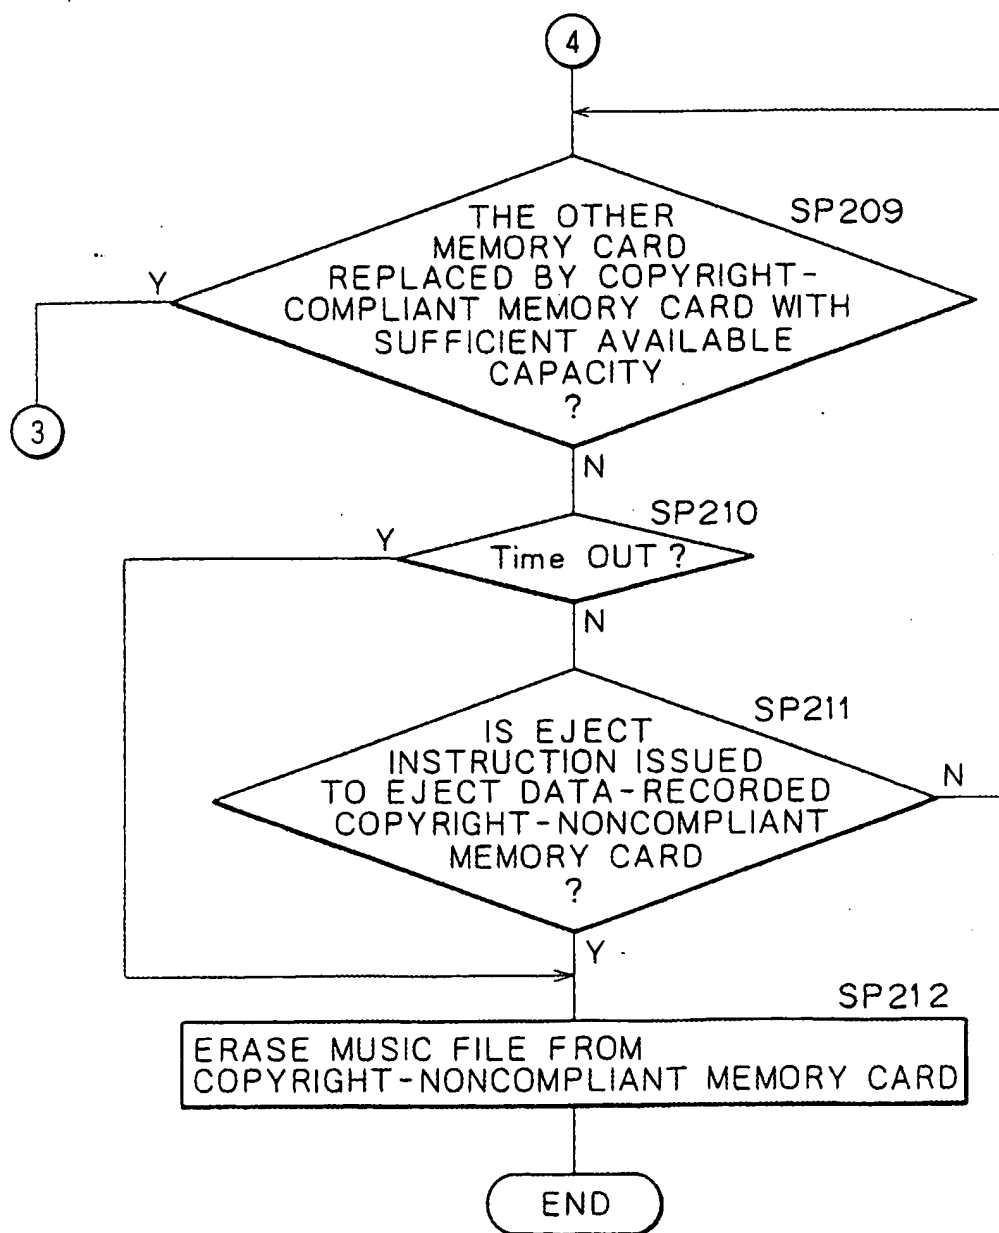 4
SP209
THE OTHER
MEMORY CARD
REPLACED BY COPYRIGHT-
COMPLIANT MEMORY CARD WITH
SUFFICIENT AVAILABLE
CAPACITY
?
Y
3
N
SP210
Y
Time OUT ?
N
SP211
IS EJECT
INSTRUCTION ISSUED
TO EJECT DATA-RECORDED
COPYRIGHT-NONCOMPLIANT
MEMORY CARD
?
N
Y
SP212
ERASE MUSIC FILE FROM
COPYRIGHT-NONCOMPLIANT MEMORY CARD
END